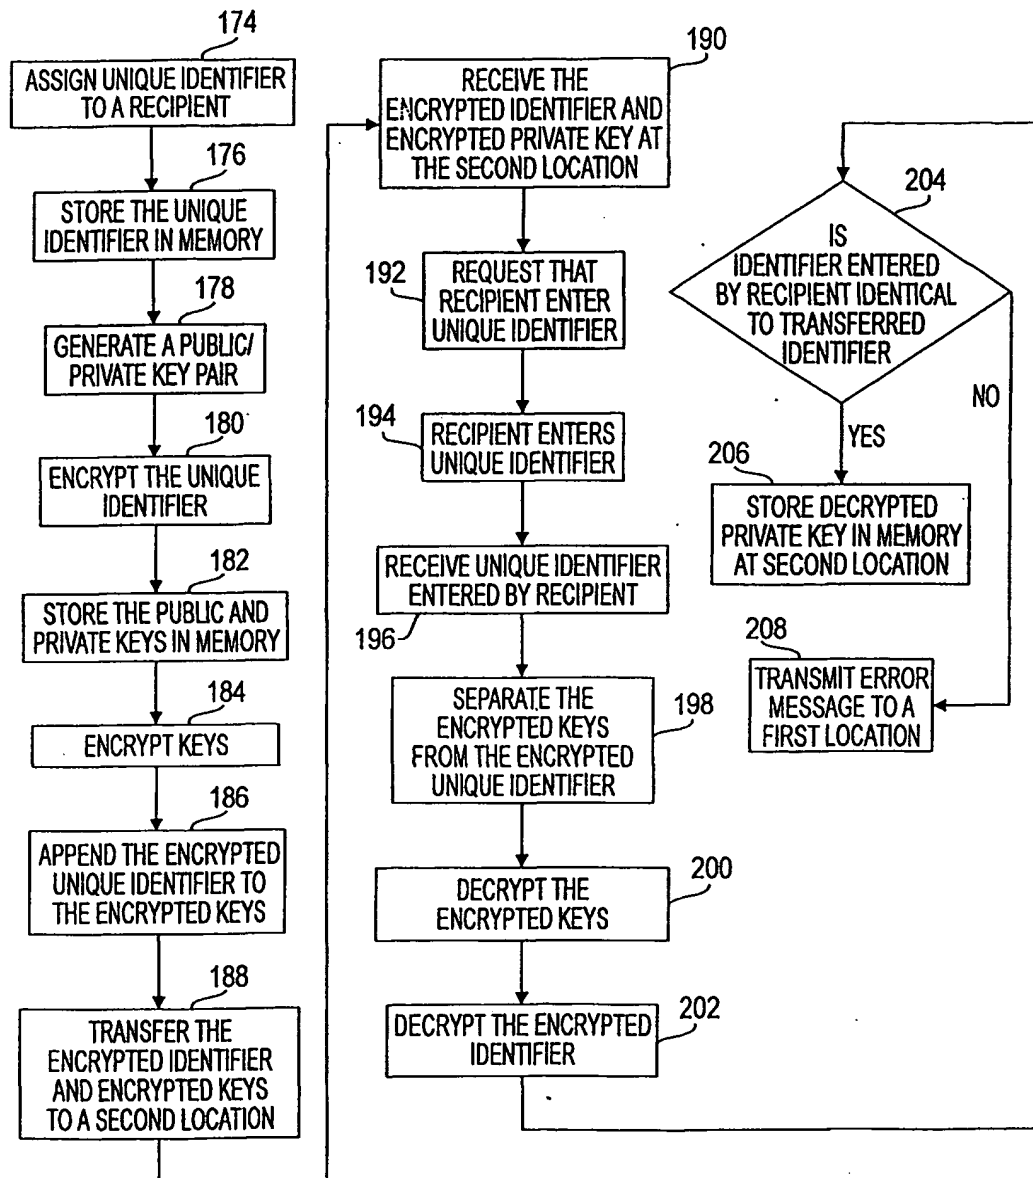 174
ASSIGN UNIQUE IDENTIFIER
TO A RECIPIENT
176
STORE THE UNIQUE
IDENTIFIER IN MEMORY
178
GENERATE A PUBLIC/
PRIVATE KEY PAIR
180
ENCRYPT THE UNIQUE
IDENTIFIER
182
STORE THE PUBLIC AND
PRIVATE KEYS IN MEMORY
184
ENCRYPT KEYS
186
APPEND THE ENCRYPTED
UNIQUE IDENTIFIER TO
THE ENCRYPTED KEYS
188
TRANSFER THE
ENCRYPTED IDENTIFIER
AND ENCRYPTED KEYS
TO A SECOND LOCATION
190
RECEIVE THE
ENCRYPTED IDENTIFIER AND
ENCRYPTED PRIVATE KEY AT
THE SECOND LOCATION
192
REQUEST THAT
RECIPIENT ENTER
UNIQUE IDENTIFIER
194
RECIPIENT ENTERS
UNIQUE IDENTIFIER
RECEIVE UNIQUE IDENTIFIER
ENTERED BY RECIPIENT
196
SEPARATE THE
ENCRYPTED KEYS
FROM THE ENCRYPTED
UNIQUE IDENTIFIER
198
DECRYPT THE
ENCRYPTED KEYS
200
DECRYPT THE ENCRYPTED
IDENTIFIER
202
204
IS
IDENTIFIER ENTERED
BY RECIPIENT IDENTICAL
TO TRANSFERRED
IDENTIFIER
NO
YES
206
STORE DECRYPTED
PRIVATE KEY IN MEMORY
AT SECOND LOCATION
208
TRANSMIT ERROR
MESSAGE TO A
FIRST LOCATION